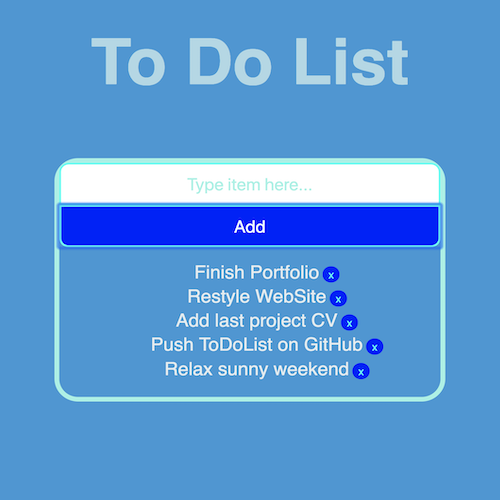 To Do List
Type item here...
Add
Finish Portfolio x
Restyle WebSite x
Add last project CV x
Push ToDoList on GitHub x
Relax sunny weekend x